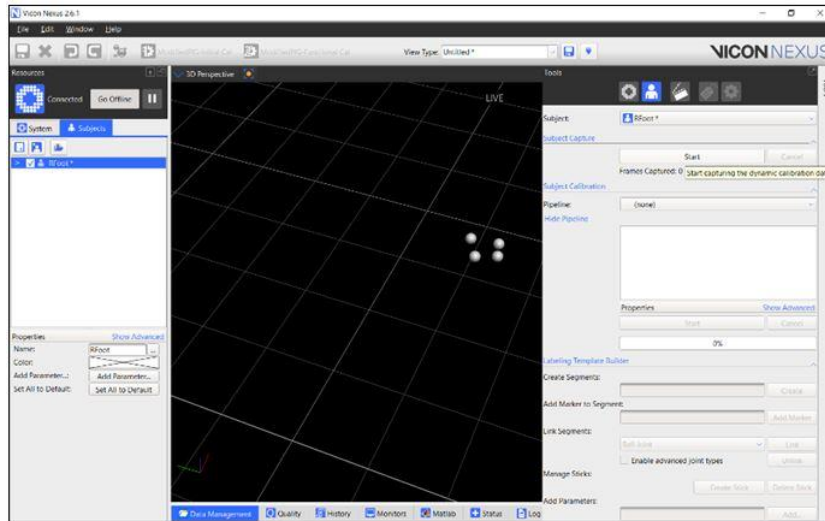 Vicon Nexus 2.6.1
File Edit Window Help
View Type: Untitled *
VICON NEXUS
Resources
Connected
Go Offline
System
Subjects
RFoot *
Properties
Show Advanced
Name:
RFoot
Color:
Add Parameter...:
Add Parameter...
Set All to Default:
Set All to Default
3D Perspective
LIVE
Data Management
Quality
History
Monitors
Matlab
Status
Log
Tools
Subject:
RFoot *
Subject Capture
Start
Cancel
Frames Captured: 0
Start capturing the dynamic calibration dat
Subject Calibration
Pipeline:
(none)
Hide Pipeline
Properties
Show Advanced
Start
Cancel
0%
Labeling Template Builder
Create Segments:
Create
Add Marker to Segment:
Add Marker
Link Segments:
Ball Joint
Link
Enable advanced joint types
Unlink
Manage Sticks:
Create Stick
Delete Stick
Add Parameters:
Add...